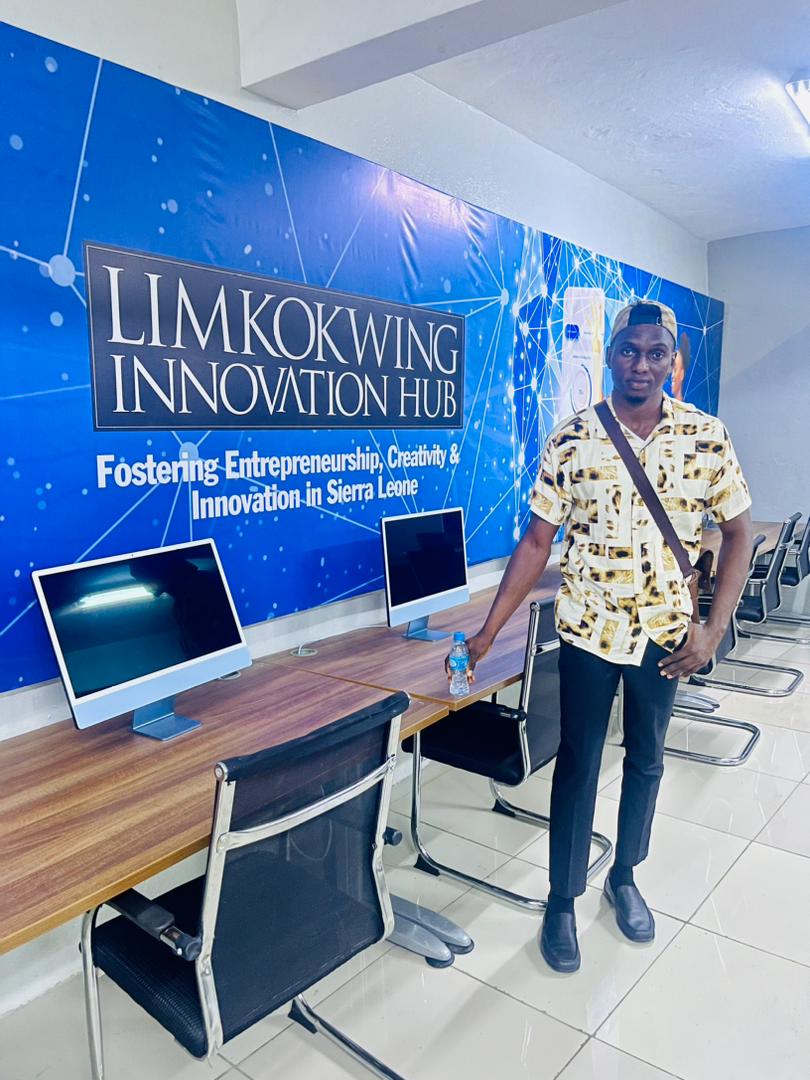 LIMKOKWING
INNOVATION HUB
Fostering Entrepreneurship, Creativity &
Innovation in Sierra Leone